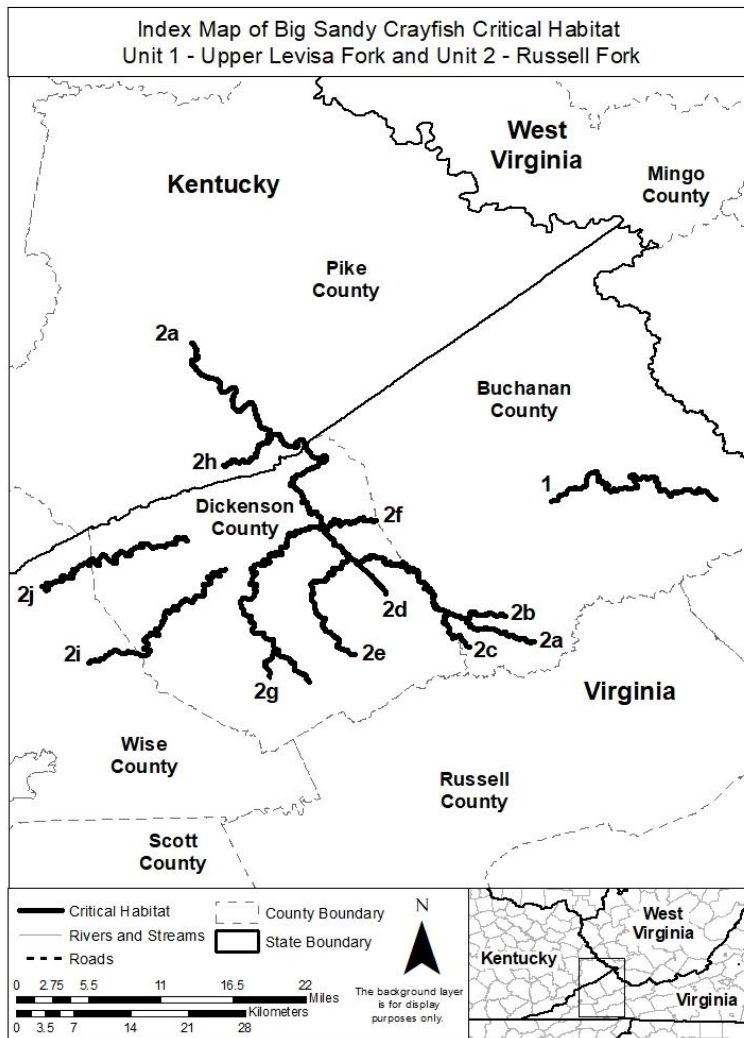 Index Map of Big Sandy Crayfish Critical Habitat
Unit 1 - Upper Levisa Fork and Unit 2 - Russell Fork
West
Virginia
Mingo
County
Kentucky
Pike
County
2a
Buchanan
County
2h
1
Dickenson
County
2f
2j
2d
2b
2i
2e
2c
2a
2g
Virginia
Wise
County
Russell
County
Scott
County
Critical Habitat
County Boundary
Rivers and Streams
State Boundary
Roads
0 2.75 5.5 11 16.5 22
Miles
Kilometers
0 3.5 7 14 21 28
N
The background layer
is for display
purposes only.
West
Virginia
Kentucky
Virginia